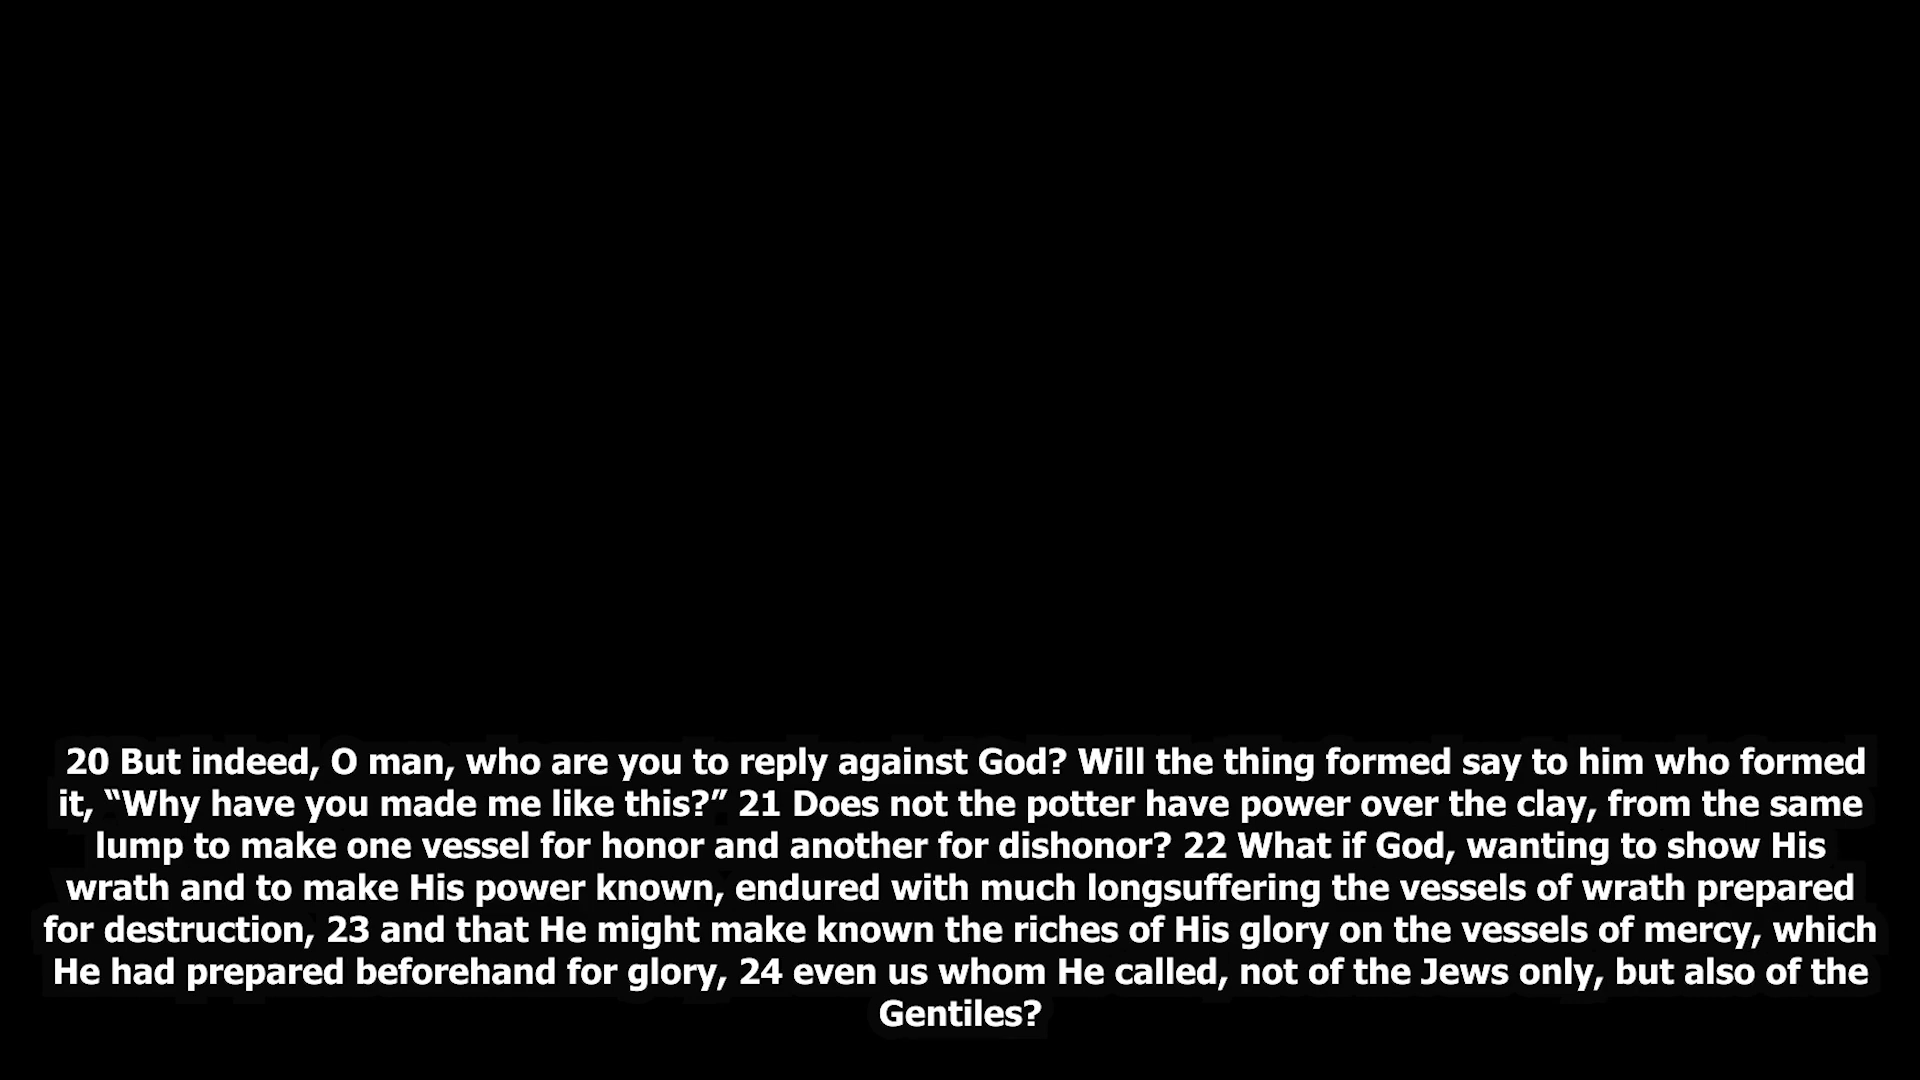 20 But indeed, O man, who are you to reply against God? Will the thing formed say to him who formed
it, “Why have you made me like this?” 21 Does not the potter have power over the clay, from the same
lump to make one vessel for honor and another for dishonor? 22 What if God, wanting to show His
wrath and to make His power known, endured with much longsuffering the vessels of wrath prepared
for destruction, 23 and that He might make known the riches of His glory on the vessels of mercy, which
He had prepared beforehand for glory, 24 even us whom He called, not of the Jews only, but also of the
Gentiles?